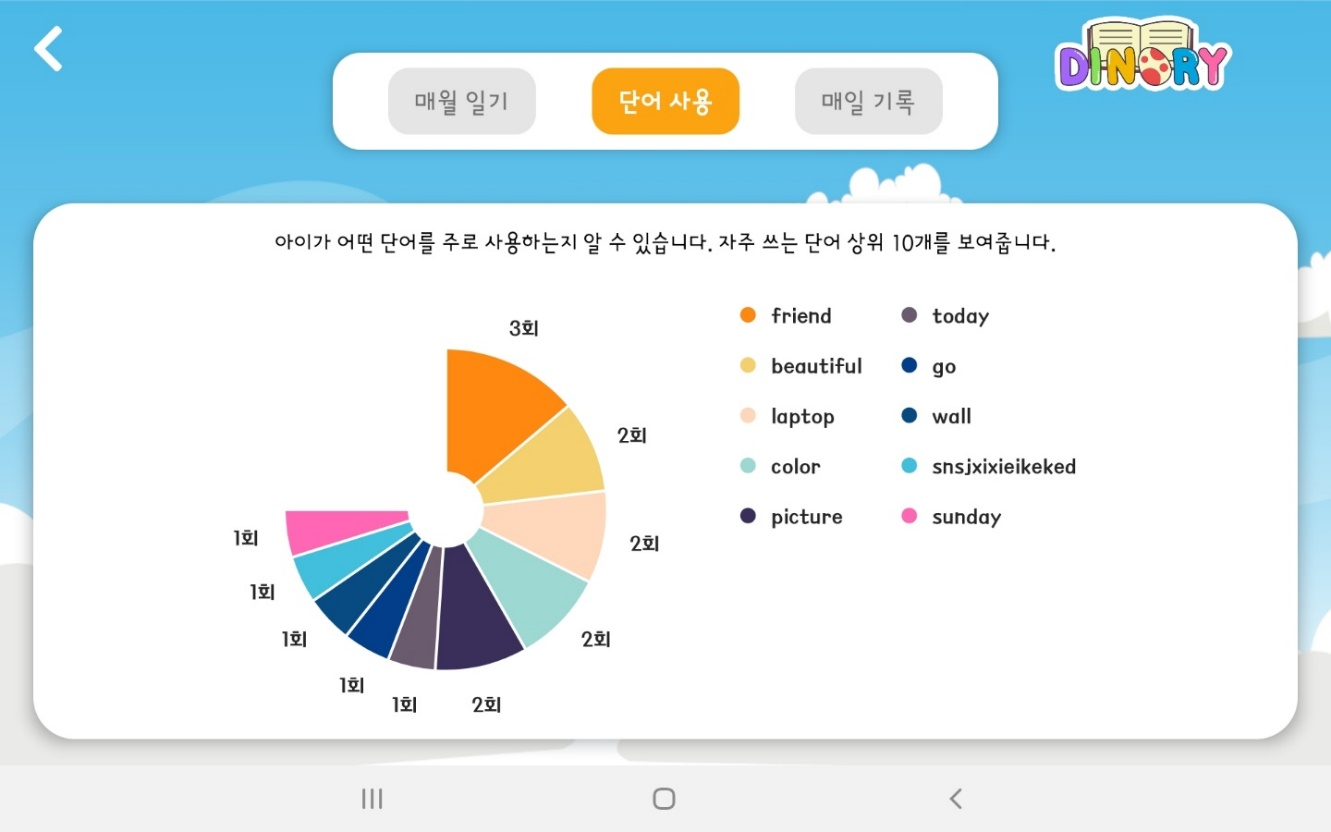 DINORY
매월 일기
단어 사용
매일 기록
아이가 어떤 단어를 주로 사용하는지 알 수 있습니다. 자주 쓰는 단어 상위 10개를 보여줍니다.
3회
2회
2회
2회
2회
1회
1회
1회
1회
1회
friend
beautiful
laptop
color
picture
today
go
wall
snsjxixieikeked
sunday